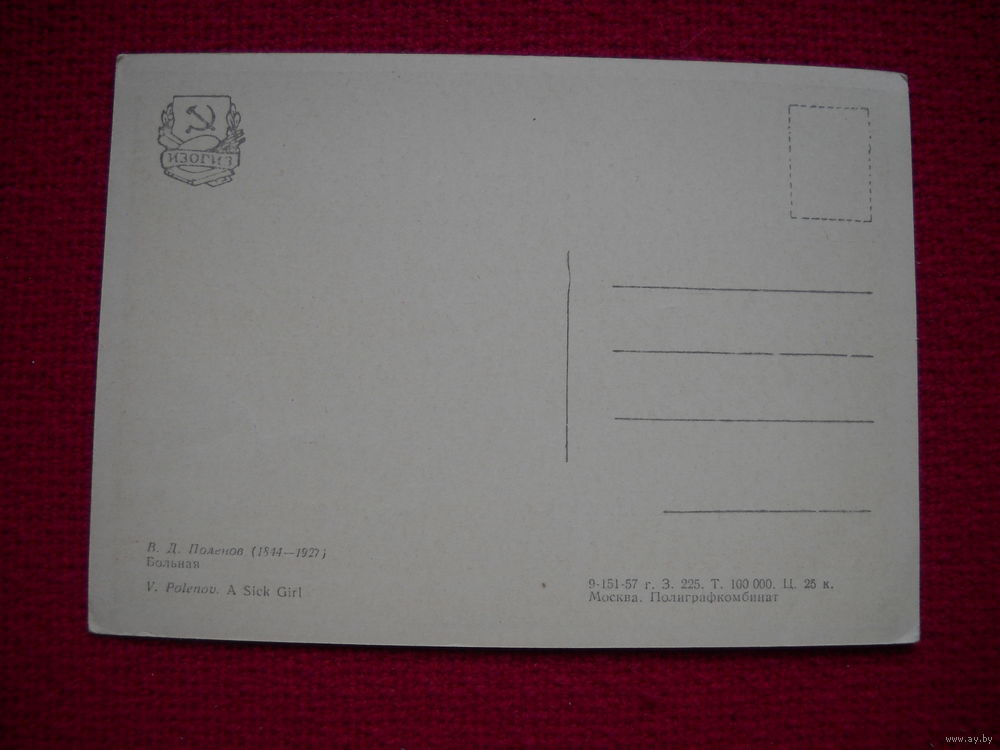 ИЗОГИЗ
В. Д. Поленов (1844—1927)
Больная
V. Polenov. A Sick Girl
9-151-57 г. З. 225. Т. 100 000. Ц. 25 к.
Москва. Полиграфкомбинат
www.ay.by